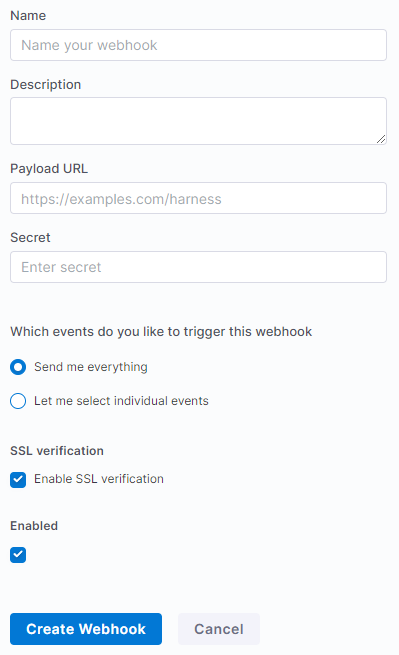 Name
Name your webhook
Description
Payload URL
https://examples.com/harness
Secret
Enter secret
Which events do you like to trigger this webhook
Send me everything
Let me select individual events
SSL verification
Enable SSL verification
Enabled
Create Webhook
Cancel